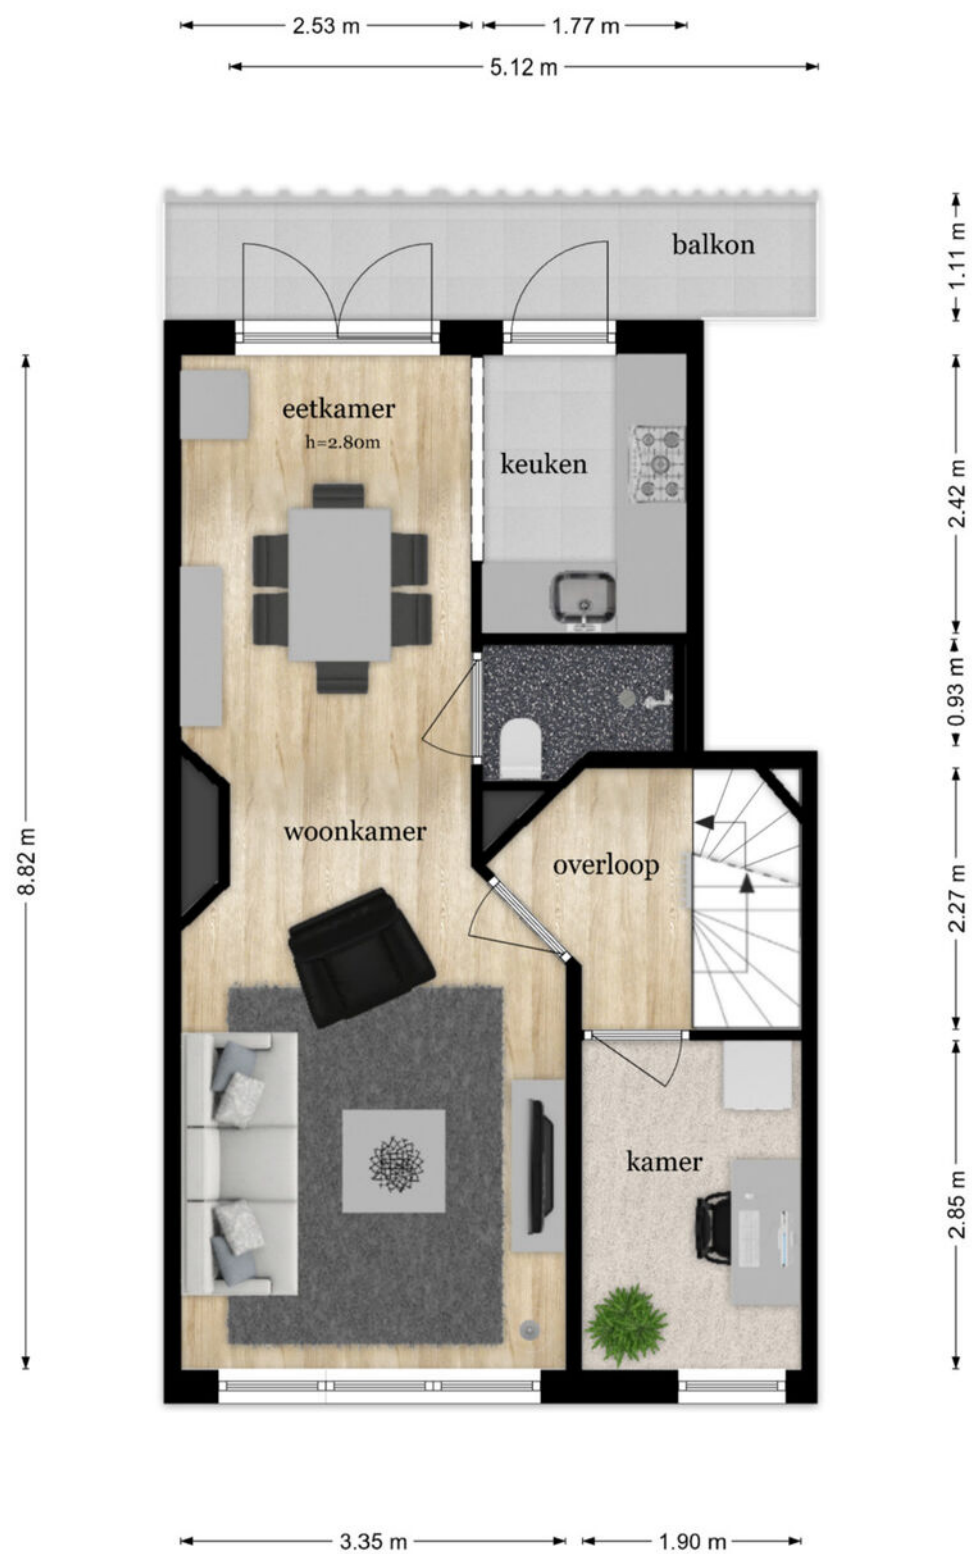 2.53 m
1.77 m
5.12 m
balkon
1.11 m
eetkamer
h=2.80m
keuken
2.42 m
0.93 m
woonkamer
overloop
8.82 m
2.27 m
kamer
2.85 m
3.35 m
1.90 m